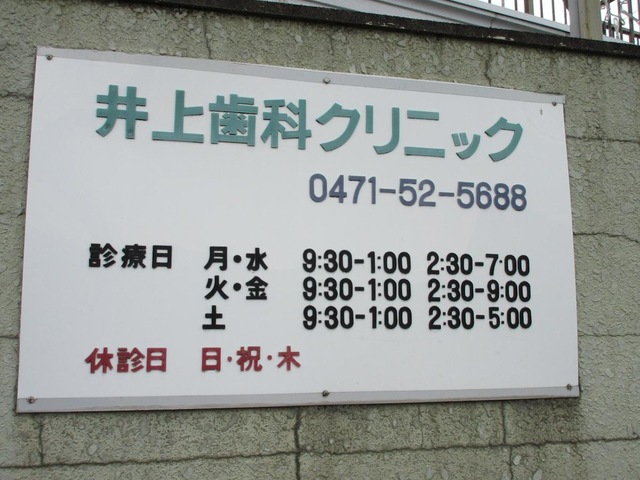 井上歯科クリニック
0471-52-5688
診療日 月・水 9:30-1:00 2:30-7:00
火・金 9:30-1:00 2:30-9:00
土 9:30-1:00 2:30-5:00
休診日 日・祝・木